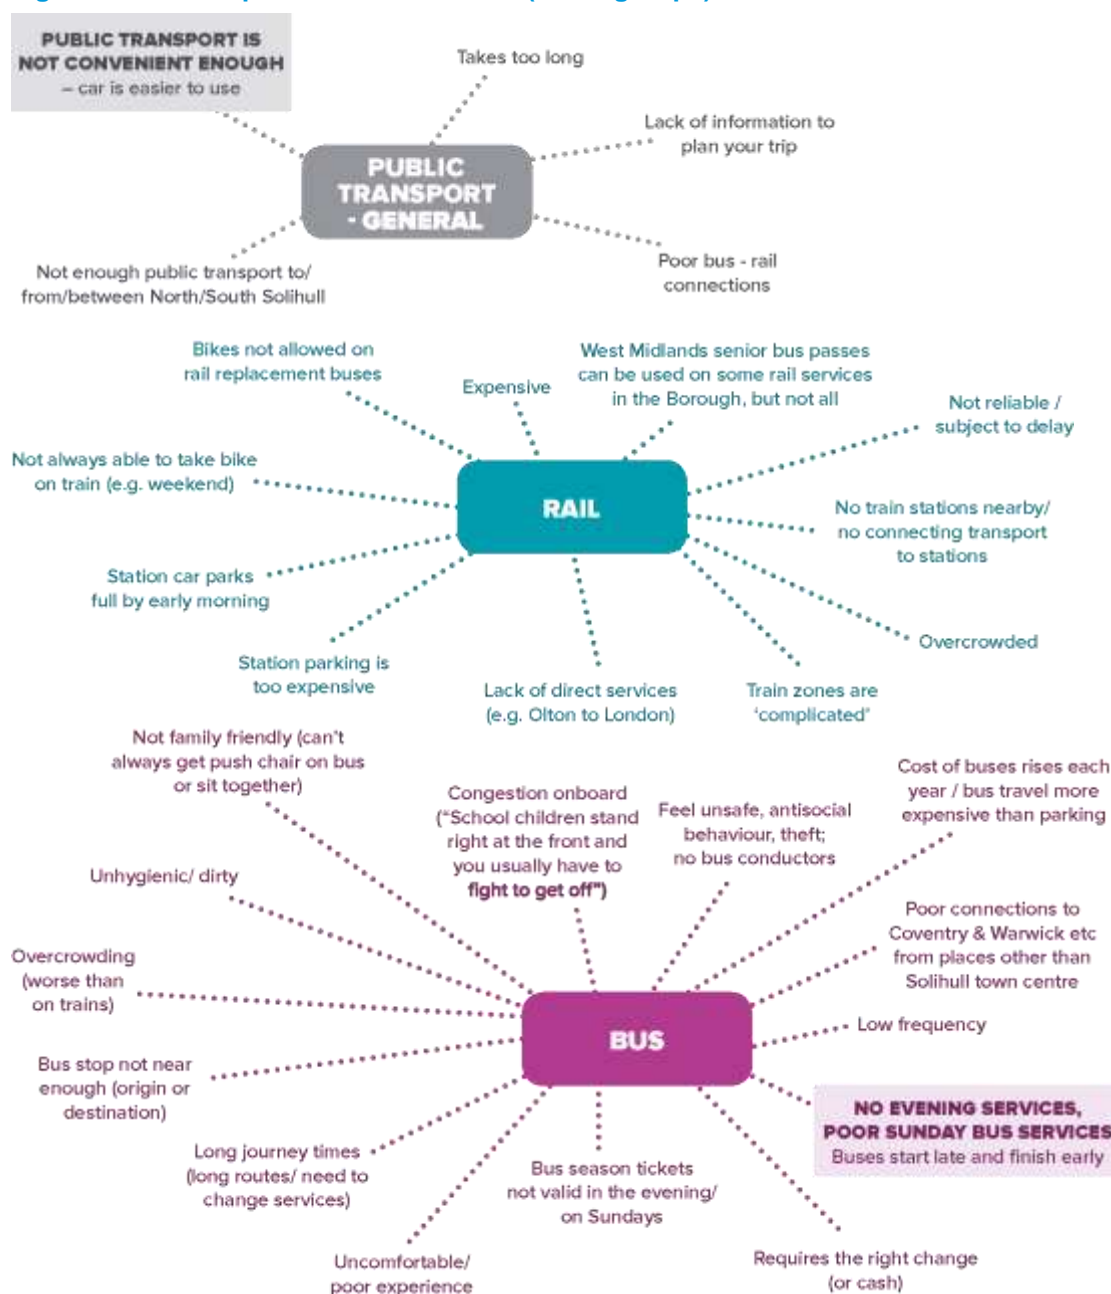 PUBLIC TRANSPORT IS
NOT CONVENIENT ENOUGH
– car is easier to use
Takes too long
Lack of information to
plan your trip
PUBLIC
TRANSPORT
- GENERAL
Not enough public transport to/
from/between North/South Solihull
Poor bus - rail
connections
Bikes not allowed on
rail replacement buses
Expensive
West Midlands senior bus passes
can be used on some rail services
in the Borough, but not all
Not reliable /
subject to delay
Not always able to take bike
on train (e.g. weekend)
RAIL
No train stations nearby/
no connecting transport
to stations
Station car parks
full by early morning
Overcrowded
Station parking is
too expensive
Lack of direct services
(e.g. Olton to London)
Train zones are
'complicated'
Not family friendly (can't
always get push chair on bus
or sit together)
Congestion onboard
("School children stand
right at the front and
you usually have to
fight to get off")
Feel unsafe, antisocial
behaviour, theft;
no bus conductors
Cost of buses rises each
year / bus travel more
expensive than parking
Unhygienic/ dirty
Poor connections to
Coventry & Warwick etc
from places other than
Solihull town centre
Overcrowding
(worse than
on trains)
BUS
Low frequency
Bus stop not near
enough (origin or
destination)
NO EVENING SERVICES,
POOR SUNDAY BUS SERVICES
Buses start late and finish early
Long journey times
(long routes/ need to
change services)
Bus season tickets
not valid in the evening/
on Sundays
Uncomfortable/
poor experience
Requires the right change
(or cash)